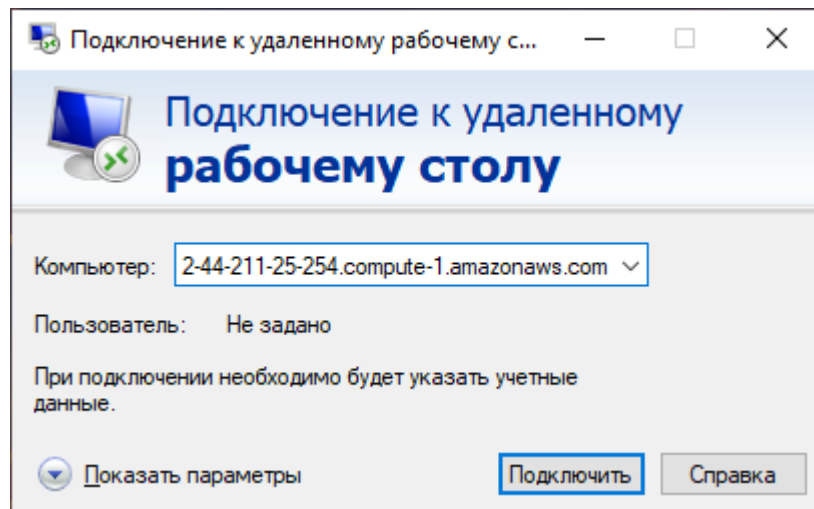 Подключение к удаленному рабочему с...
Подключение к удаленному
рабочему столу
Компьютер: 2-44-211-25-254.compute-1.amazonaws.com
Пользователь: Не задано
При подключении необходимо будет указать учетные
данные.
Показать параметры Подключить Справка